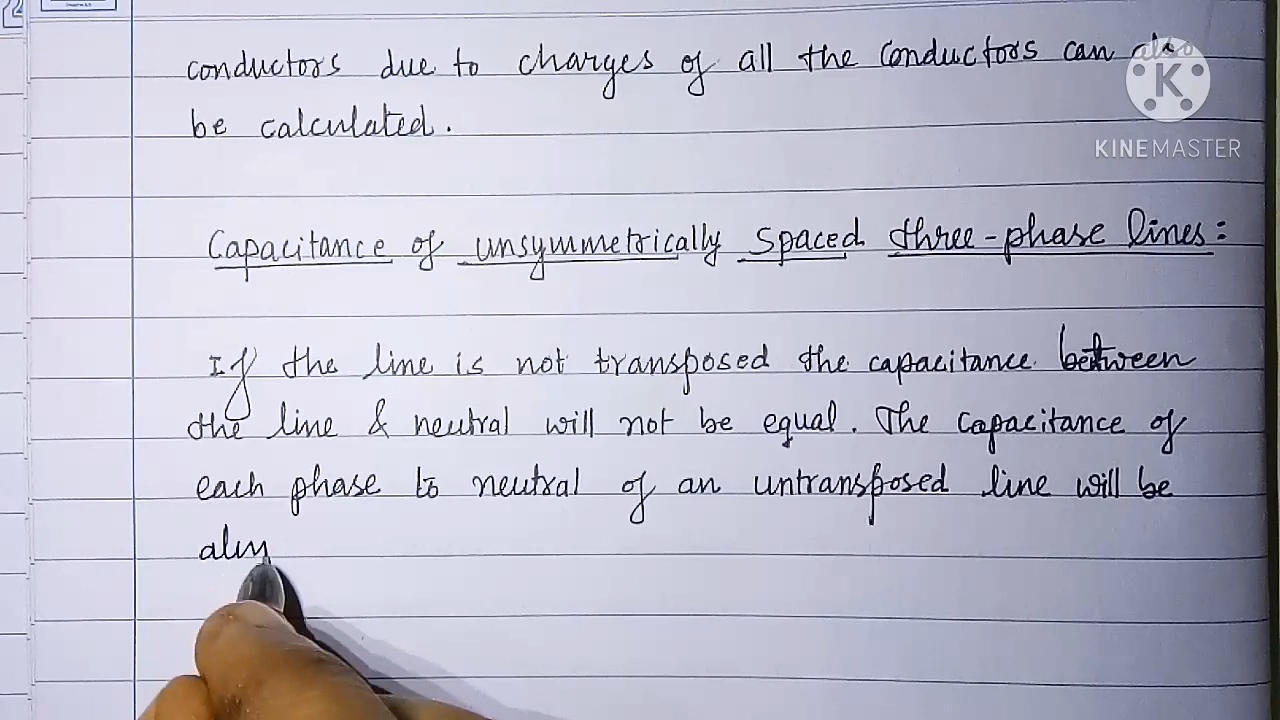 conductors due to charges of all the conductors can also
be calculated.
K
KINEMASTER
Capacitance of unsymmetrically spaced three-phase lines:
If the line is not transposed the capacitance between
the line & neutral will not be equal. The capacitance of
each phase to neutral of an untransposed line will be
alm